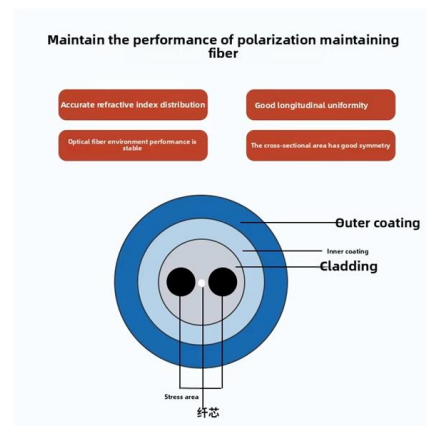 Maintain the performance of polarization maintaining
fiber
Accurate refractive index distribution
Good longitudinal uniformity
Optical fiber environment performance is
stable
The cross-sectional area has good symmetry
Outer coating
Inner coating
Cladding
Stress area
纤芯